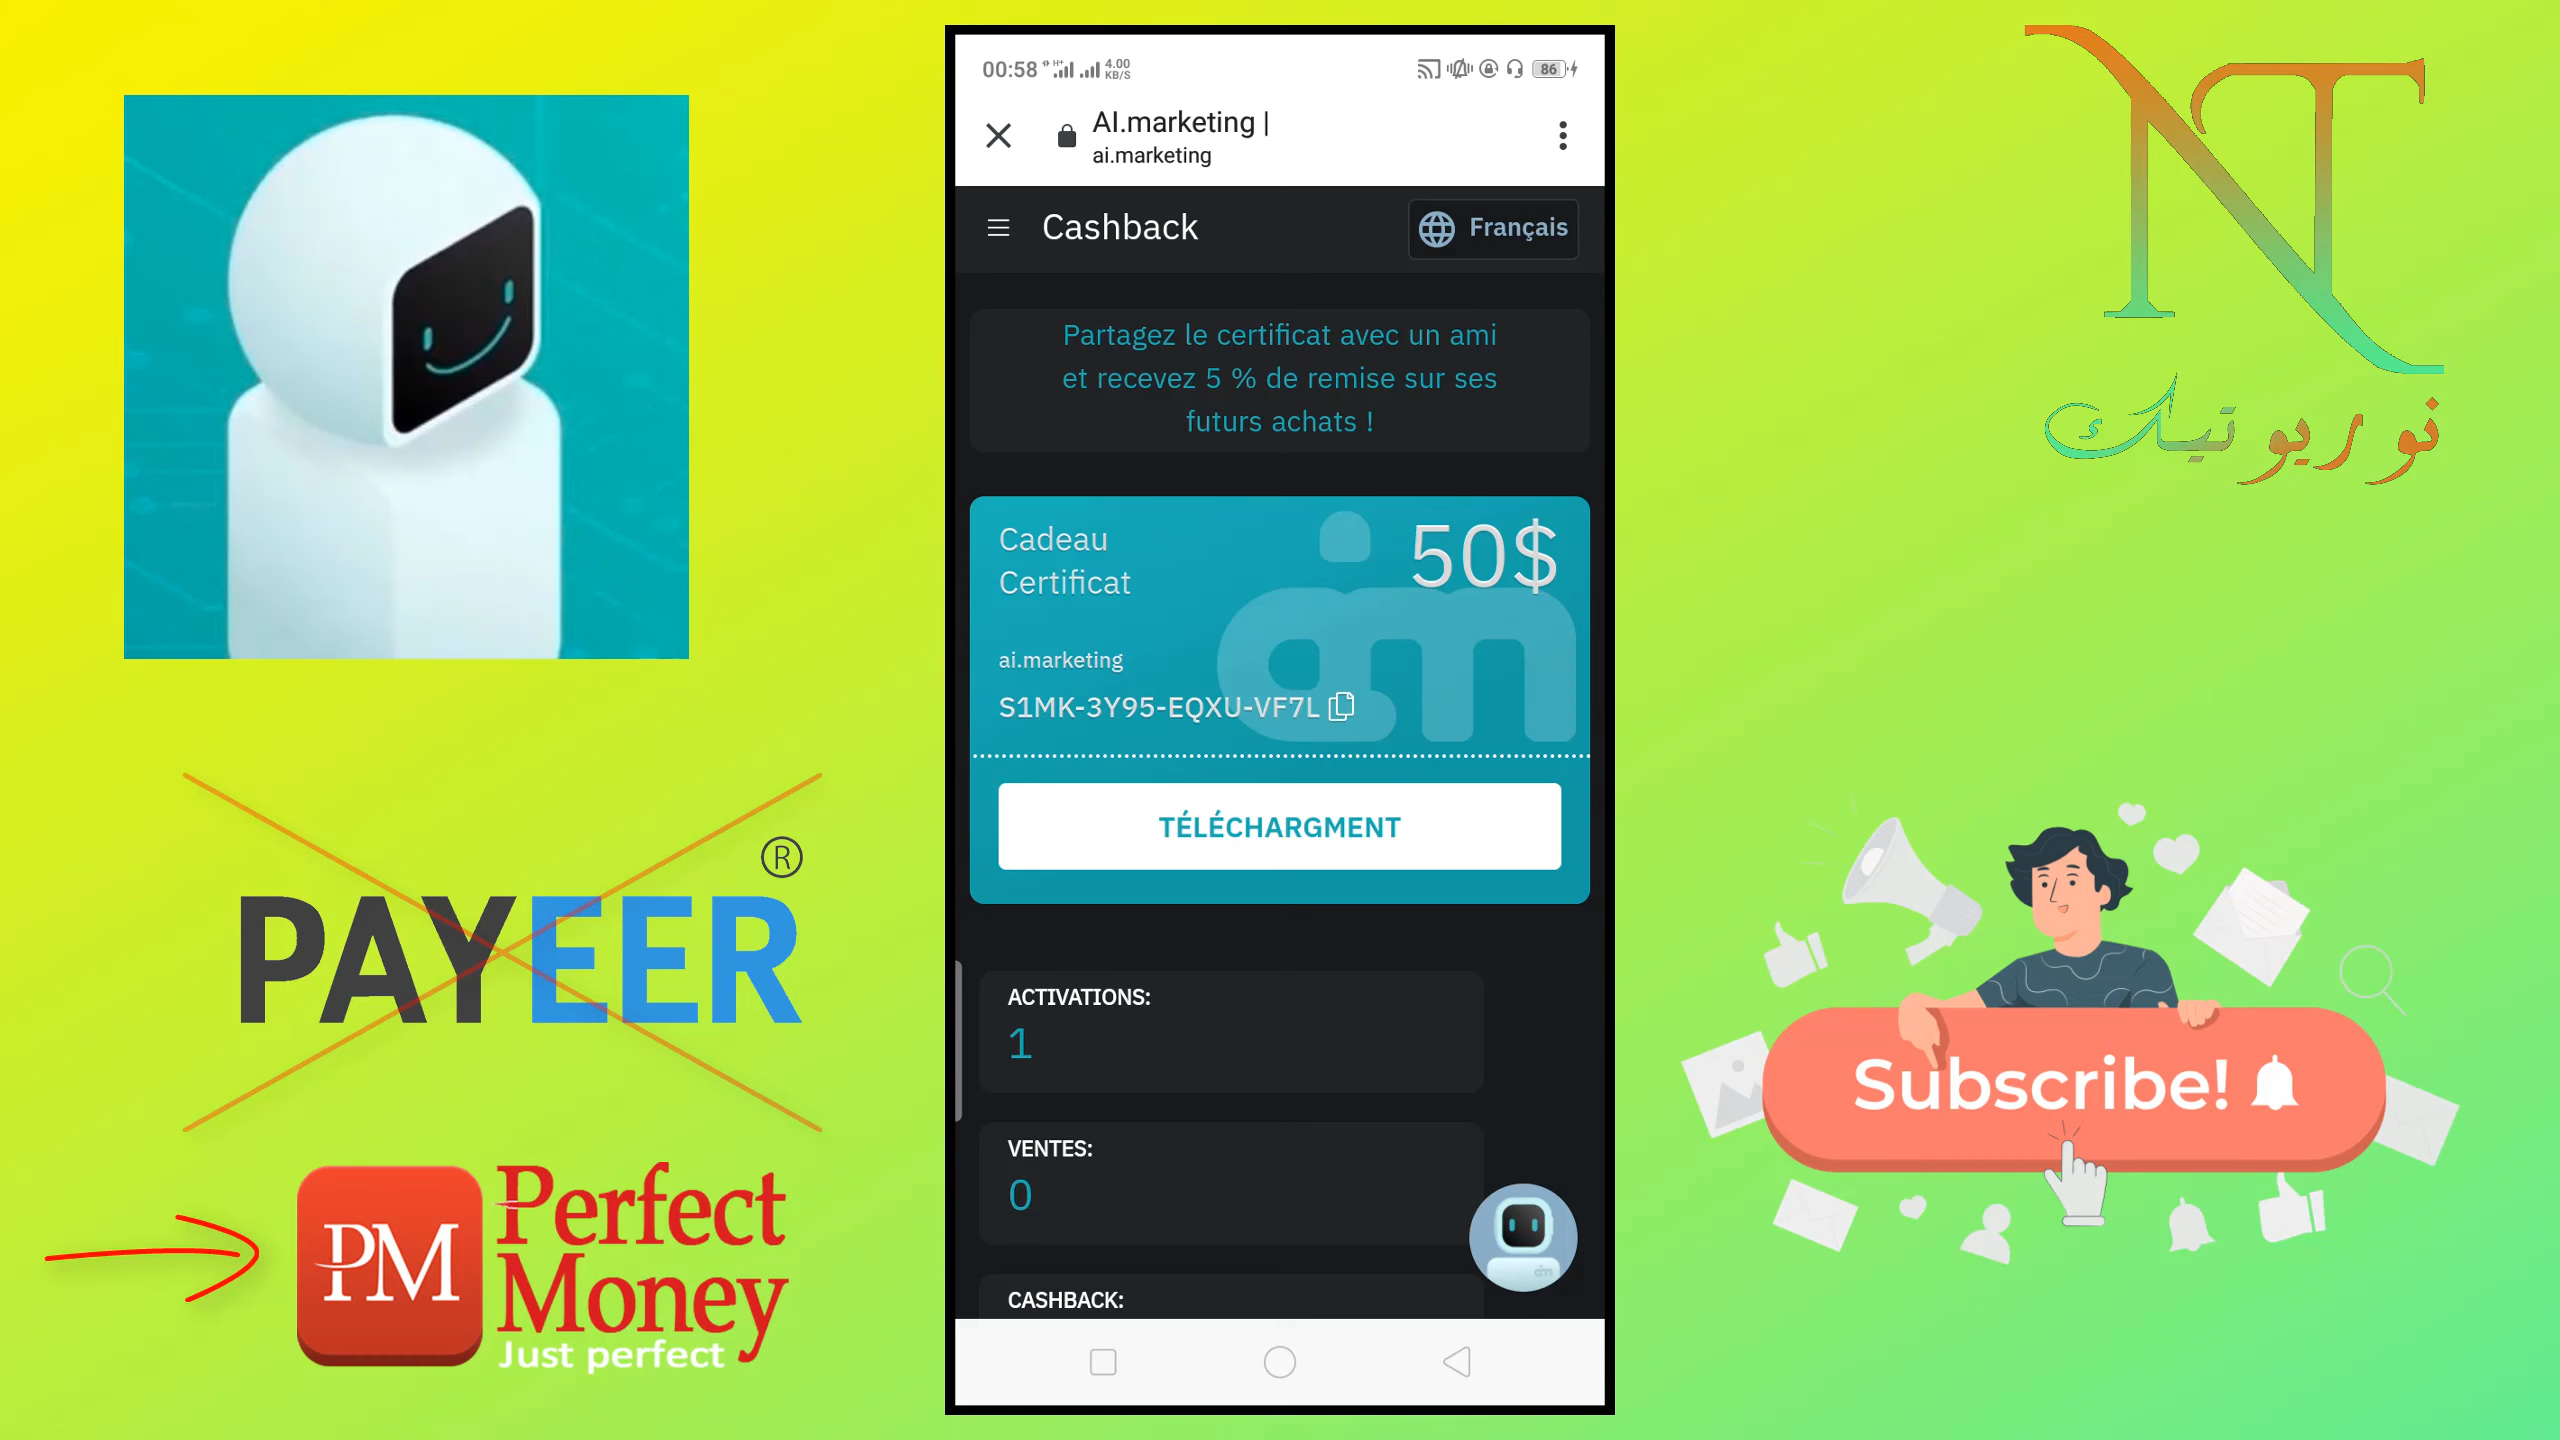 00:58
H+
4.00
KB/S
86
AI.marketing |
ai.marketing
Cashback
Français
Partagez le certificat avec un ami
et recevez 5 % de remise sur ses
futurs achats !
Cadeau
Certificat
50$
ai.marketing
S1MK-3Y95-EQXU-VF7L
TÉLÉCHARGMENT
ACTIVATIONS:
1
VENTES:
0
CASHBACK:
PAYEER®
PM
Perfect
Money
Just perfect
NT
نوريو تيك
Subscribe!